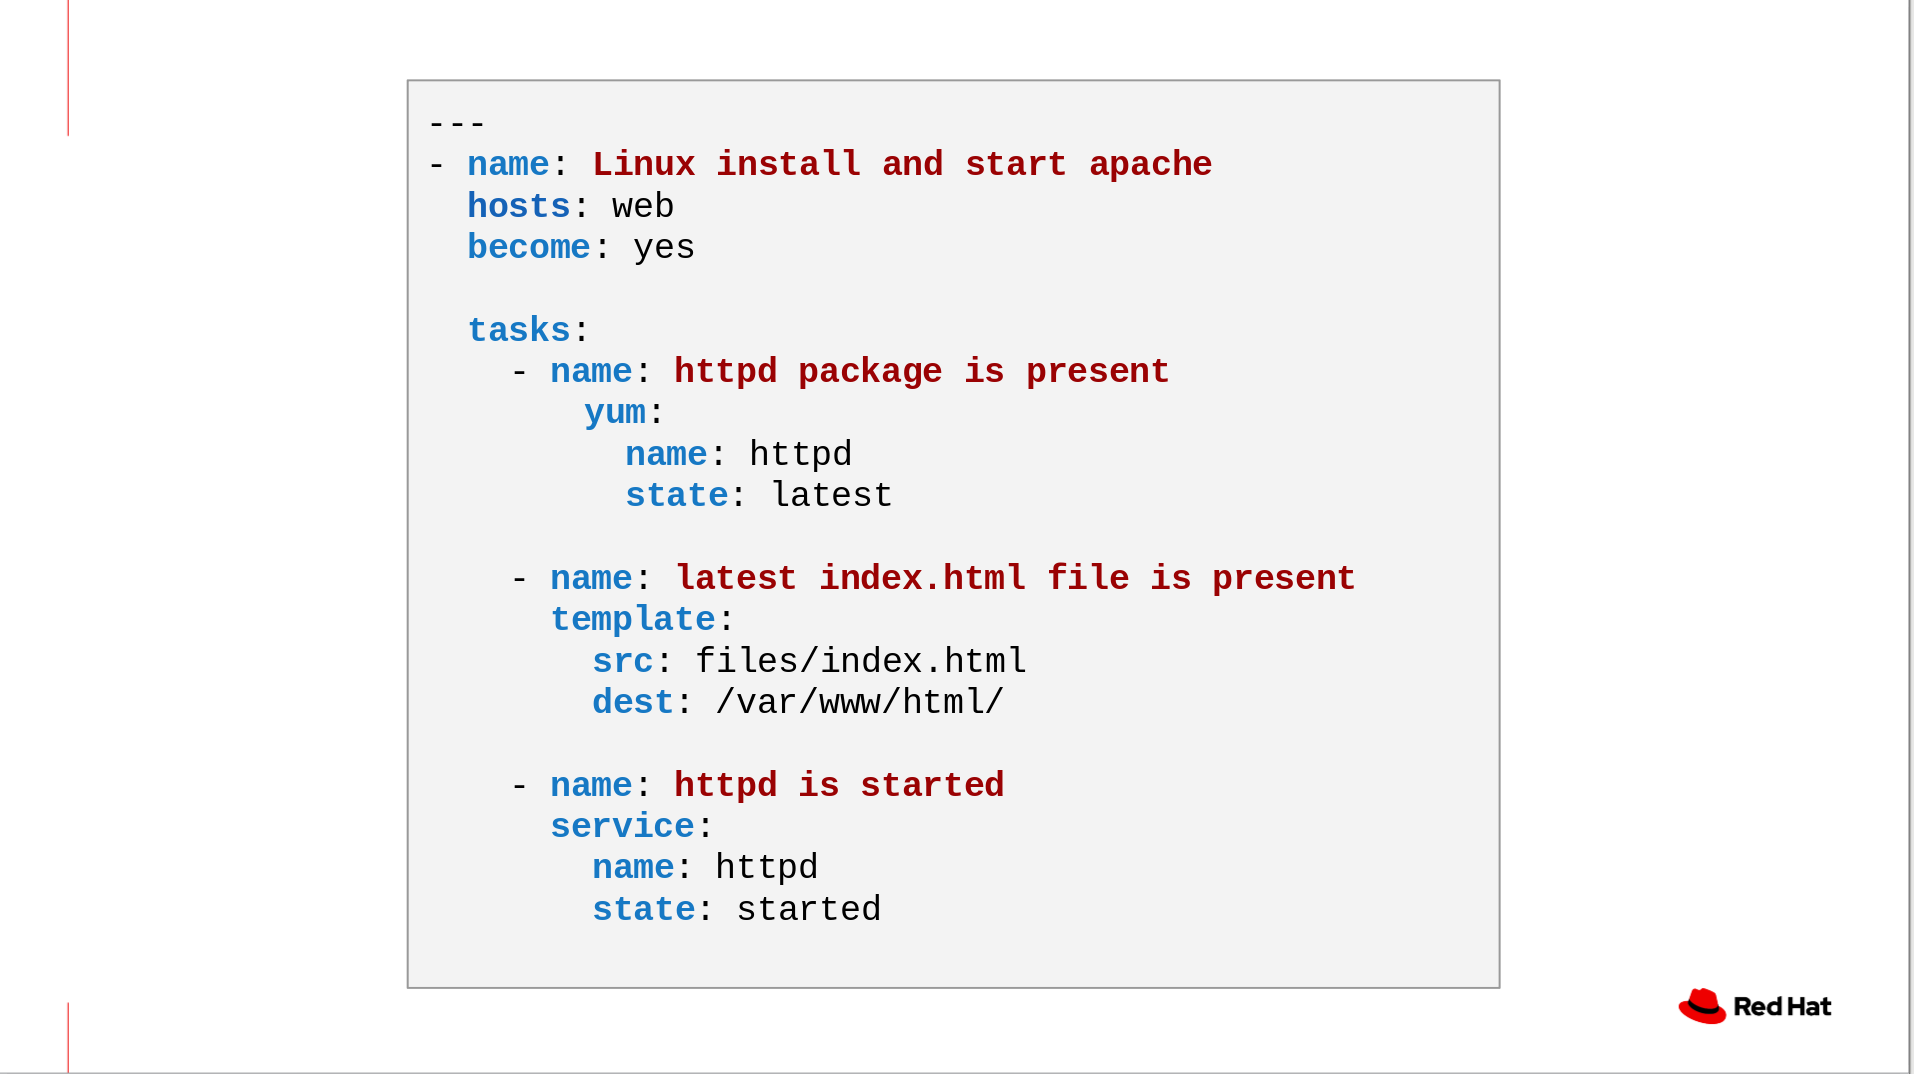 ---
- name: Linux install and start apache
  hosts: web
  become: yes

  tasks:
    - name: httpd package is present
       yum:
         name: httpd
         state: latest

    - name: latest index.html file is present
      template:
        src: files/index.html
        dest: /var/www/html/

    - name: httpd is started
      service:
        name: httpd
        state: started
Red Hat